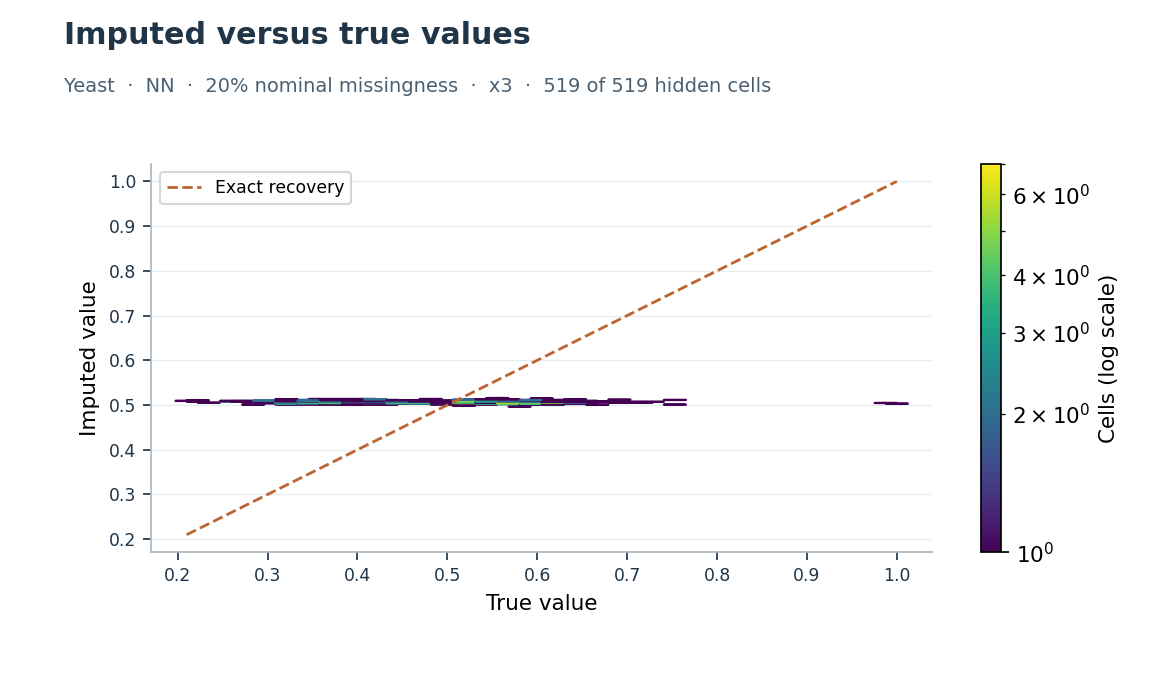 Imputed versus true values
Yeast · NN · 20% nominal missingness · x3 · 519 of 519 hidden cells
Exact recovery
1.0
0.9
0.8
0.7
0.6
0.5
0.4
0.3
0.2
Imputed value
0.2 0.3 0.4 0.5 0.6 0.7 0.8 0.9 1.0
True value
6 × 10⁰
4 × 10⁰
3 × 10⁰
2 × 10⁰
10⁰
Cells (log scale)